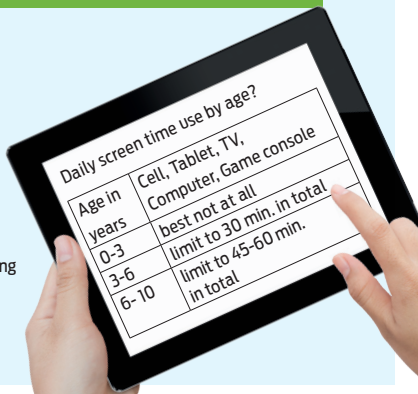 Daily screen time use by age?
Age in
years
Cell, Tablet, TV,
Computer, Game console
0-3
best not at all
3-6
limit to 30 min. in total
6-10
limit to 45-60 min.
in total
ng